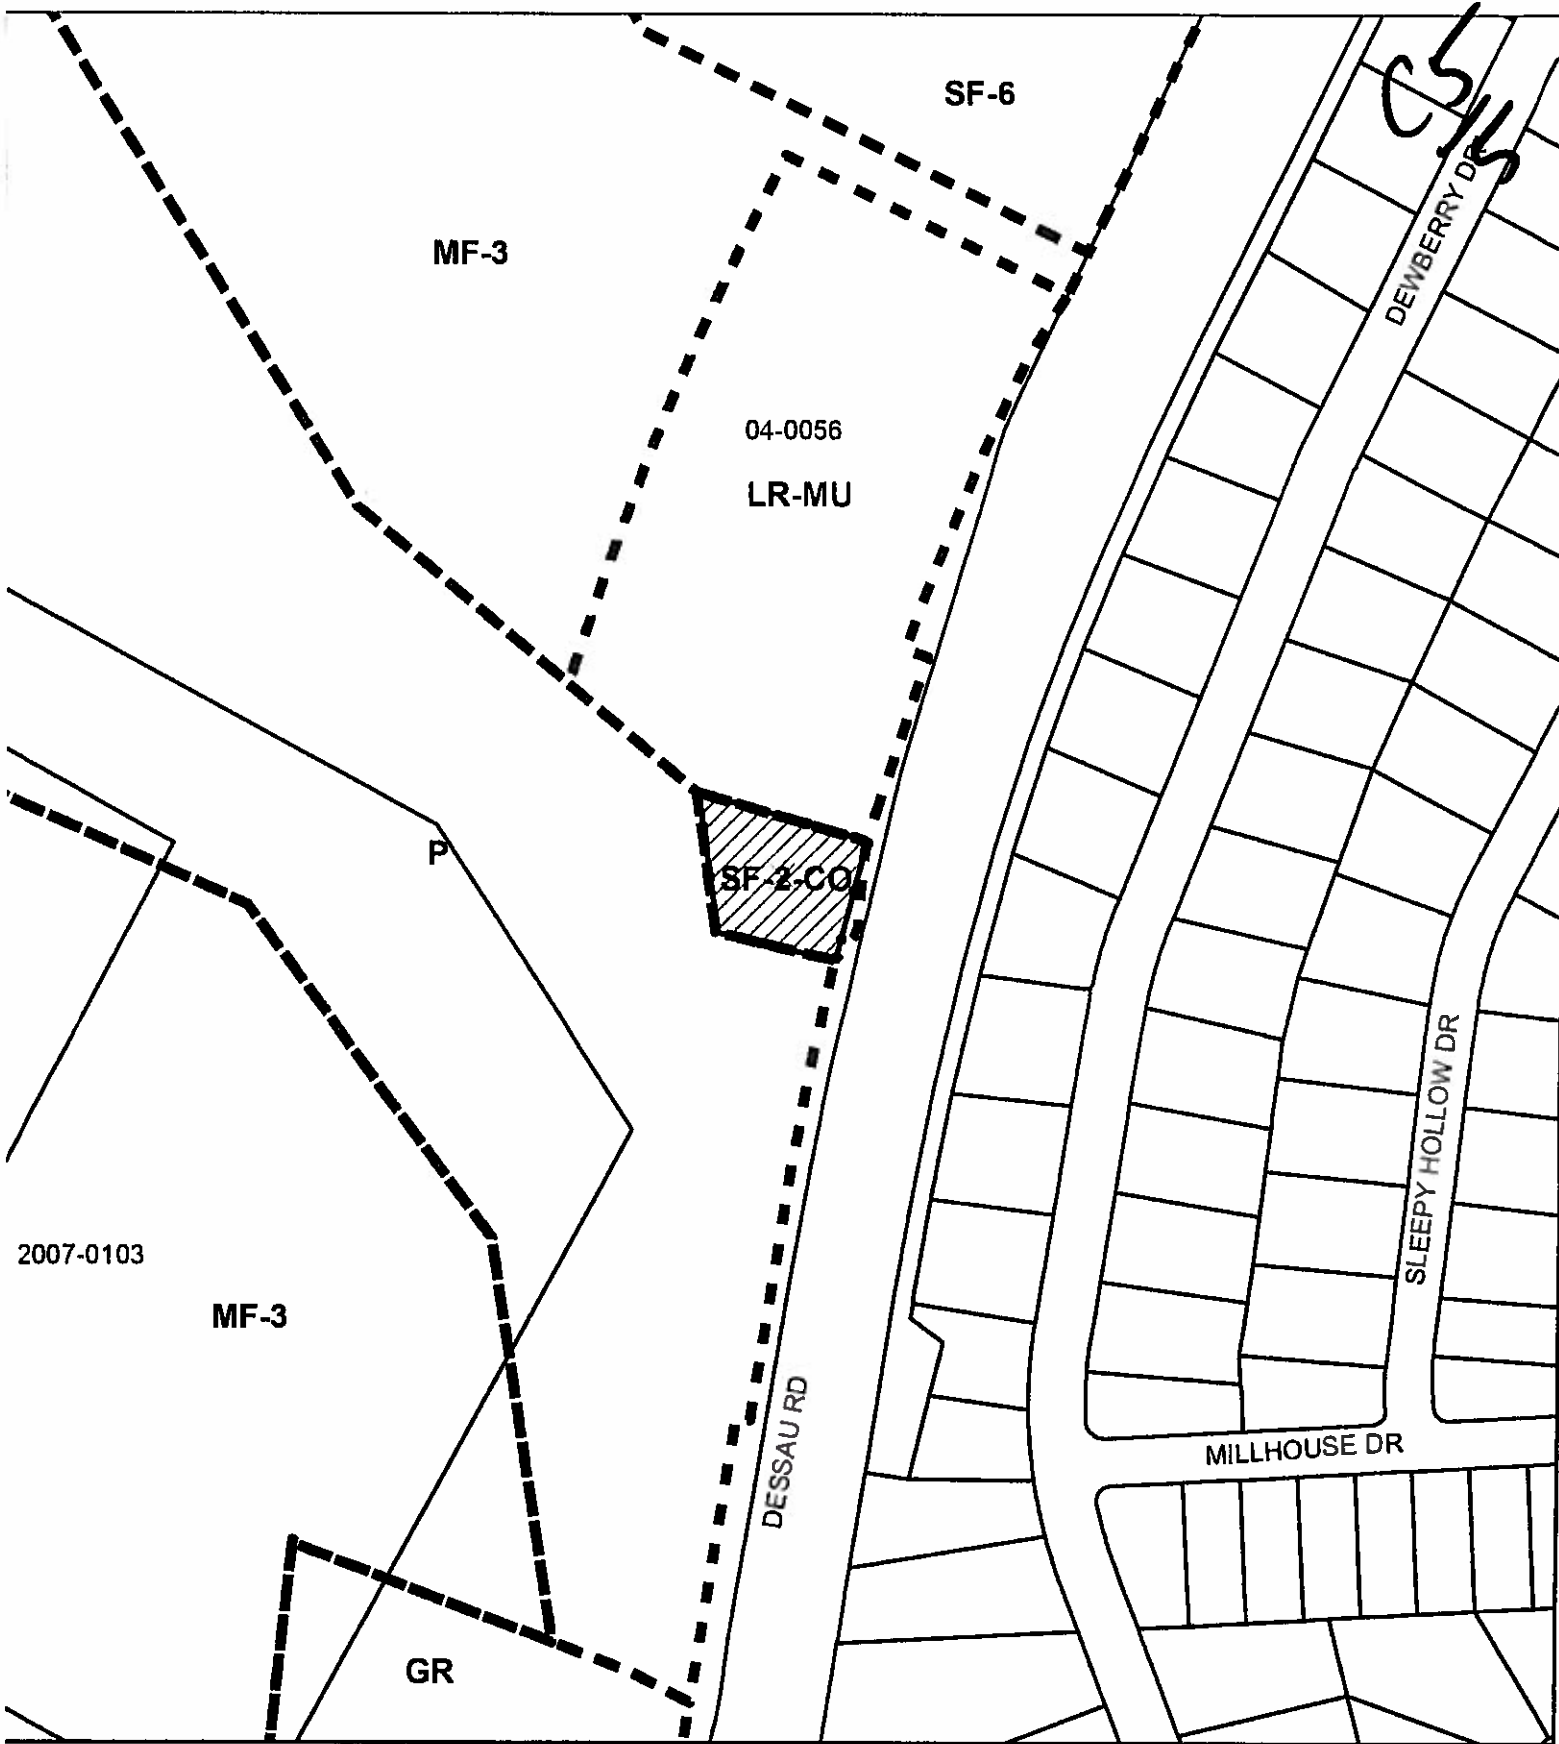 C5
15
SF-6
DEWBERRY DR
MF-3
04-0056
LR-MU
P
SF-2-CO
SLEEPY HOLLOW DR
2007-0103
MF-3
DESSAU RD
MILLHOUSE DR
GR